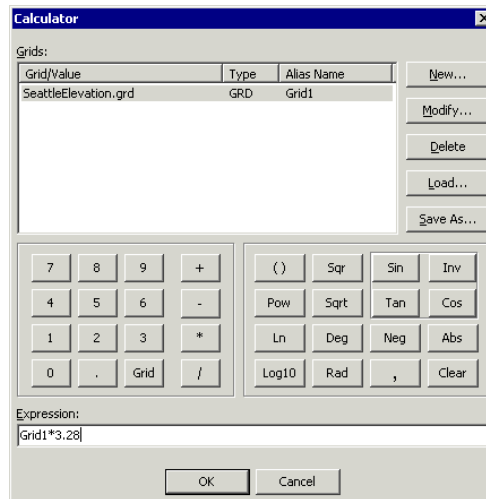 Calculator
Grids:
Grid/Value Type Alias Name
SeattleElevation.grd GRD Grid1
New...
Modify...
Delete
Load...
Save As...
7 8 9 + () Sqr Sin Inv
4 5 6 - Pow Sqrt Tan Cos
1 2 3 * Ln Deg Neg Abs
0 . Grid / Log10 Rad , Clear
Expression:
Grid1*3.28
OK Cancel